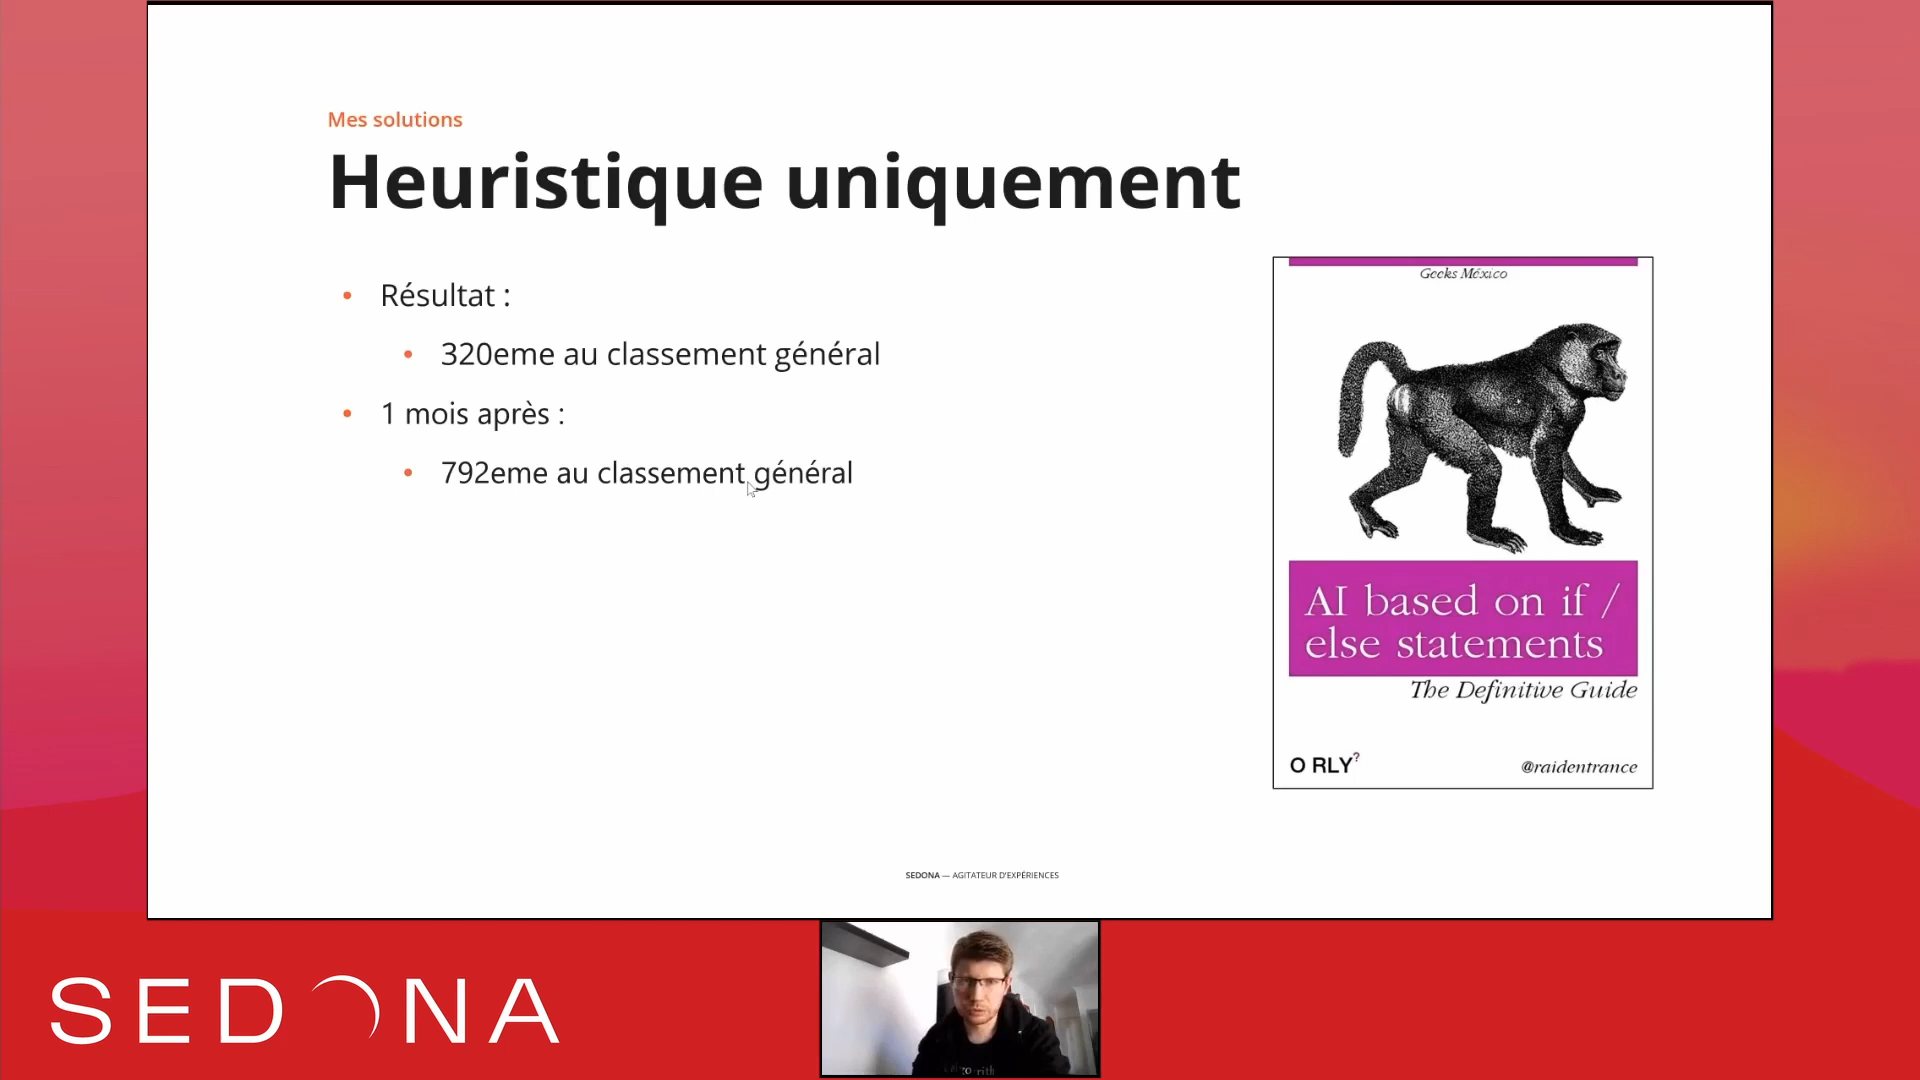 Mes solutions
Heuristique uniquement
Résultat :
320eme au classement général
1 mois après :
792eme au classement général
Geeks México
AI based on if /
else statements
The Definitive Guide
O RLY?
@raidentrance
SEDONA — AGITATEUR D'EXPÉRIENCES
SEDONA